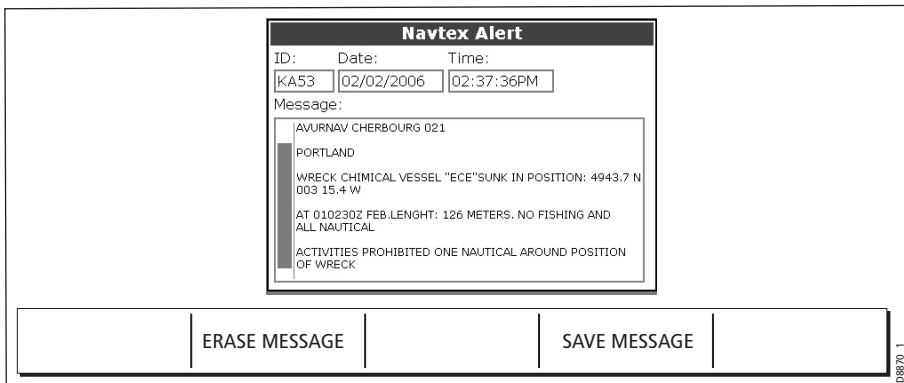 Navtex Alert
ID: Date: Time:
KA53 02/02/2006 02:37:36PM
Message:
AVURNAV CHERBOURG 021
PORTLAND
WRECK CHIMICAL VESSEL "ECE"SUNK IN POSITION: 4943.7 N
003 15.4 W
AT 010230Z FEB.LENGHT: 126 METERS. NO FISHING AND
ALL NAUTICAL
ACTIVITIES PROHIBITED ONE NAUTICAL AROUND POSITION
OF WRECK
ERASE MESSAGE SAVE MESSAGE
D8870_1